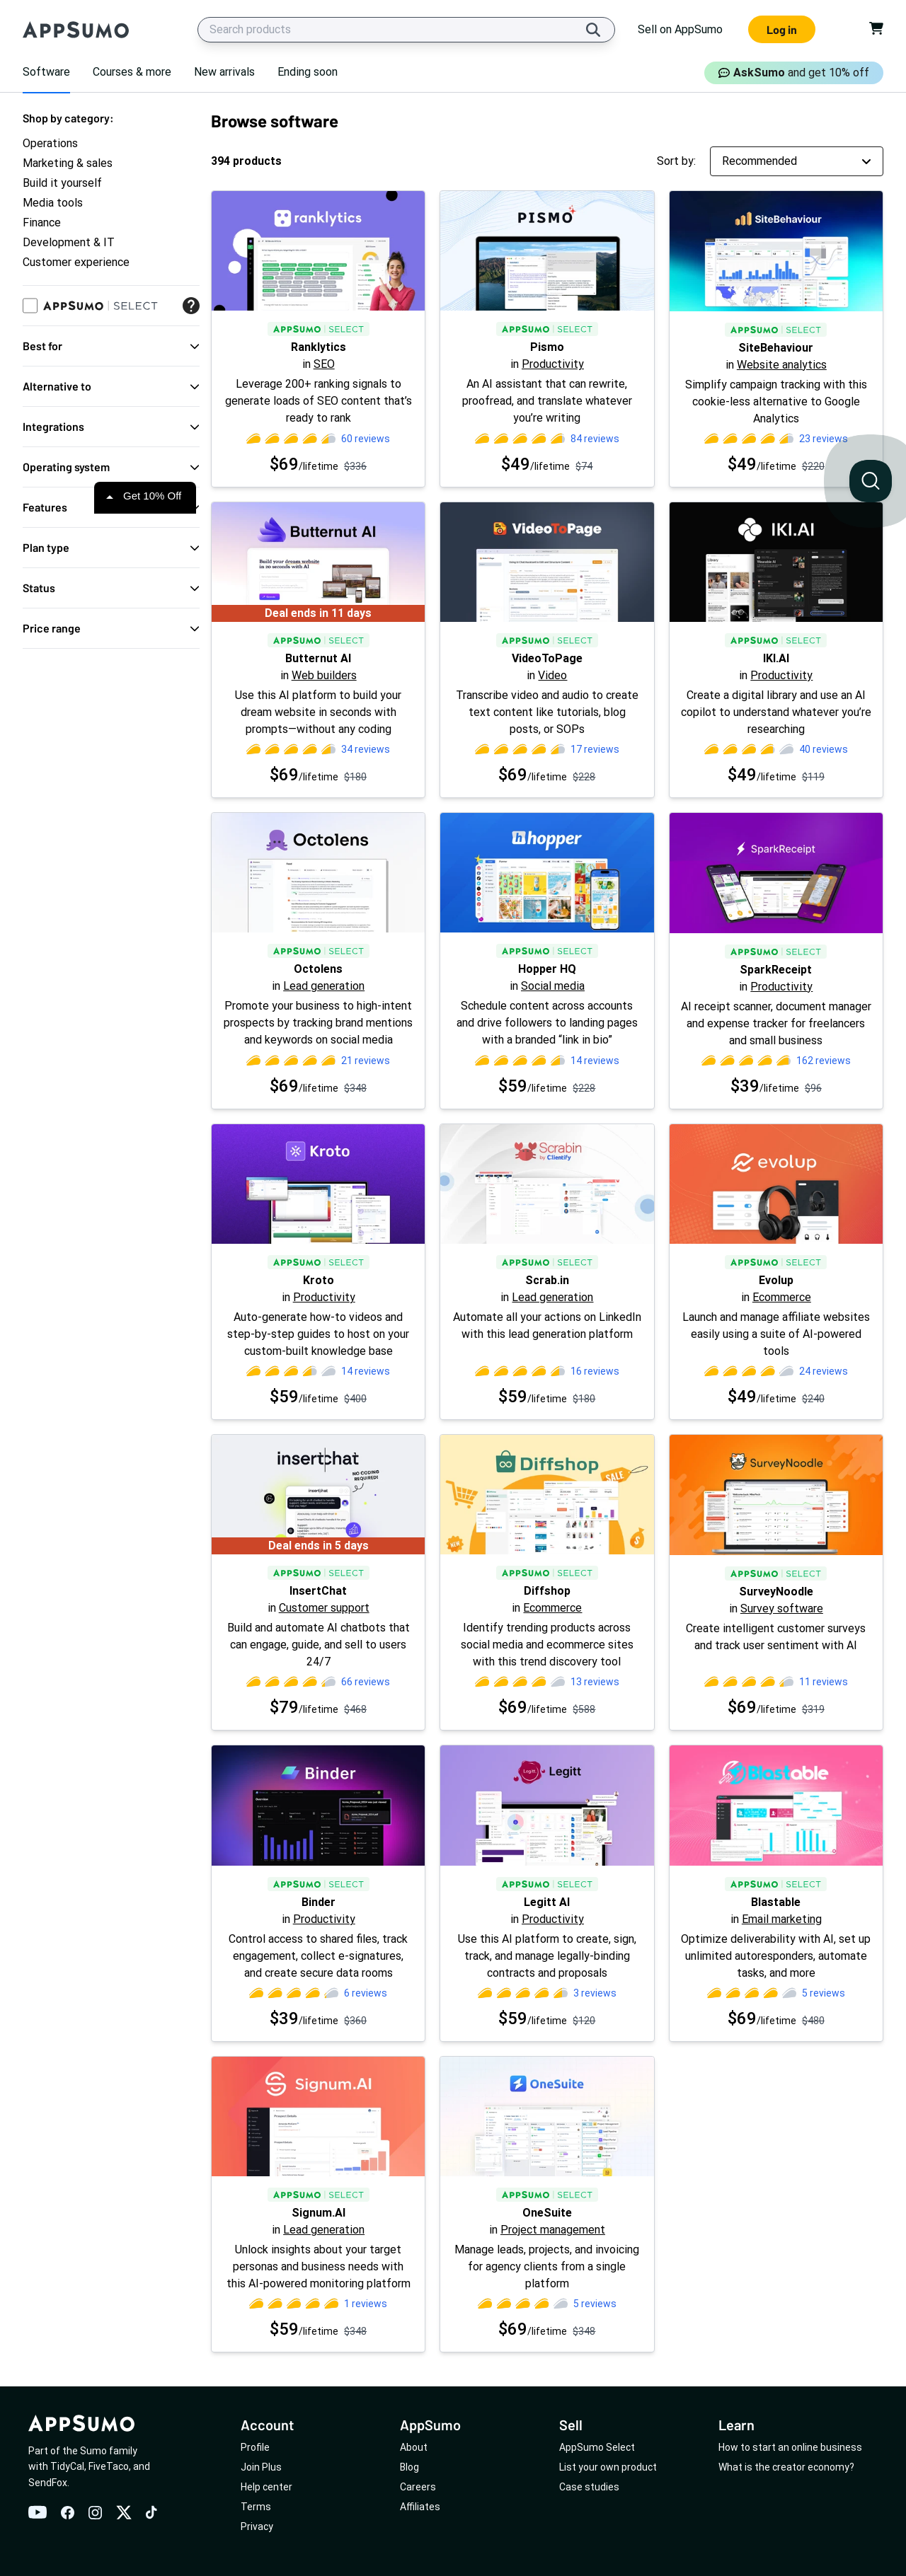 APPSUMO
Search products
Sell on AppSumo
Log in
Software
Courses & more
New arrivals
Ending soon
AskSumo and get 10% off
Shop by category:
Operations
Marketing & sales
Build it yourself
Media tools
Finance
Development & IT
Customer experience
APPSUMO SELECT
Best for
Alternative to
Integrations
Operating system
Features
Get 10% Off
Plan type
Status
Price range
Browse software
394 products
Sort by:
Recommended
ranklytics
APPSUMO SELECT
Ranklytics
in SEO
Leverage 200+ ranking signals to
generate loads of SEO content that's
ready to rank
60 reviews
$69/lifetime $336
PISMO
APPSUMO SELECT
Pismo
in Productivity
An AI assistant that can rewrite,
proofread, and translate whatever
you're writing
84 reviews
$49/lifetime $74
SiteBehaviour
APPSUMO SELECT
SiteBehaviour
in Website analytics
Simplify campaign tracking with this
cookie-less alternative to Google
Analytics
23 reviews
$49/lifetime $220
Butternut AI
Build your dream website
in 20 seconds with AI
Deal ends in 11 days
APPSUMO SELECT
Butternut AI
in Web builders
Use this AI platform to build your
dream website in seconds with
prompts—without any coding
34 reviews
$69/lifetime $180
VideoToPage
APPSUMO SELECT
VideoToPage
in Video
Transcribe video and audio to create
text content like tutorials, blog
posts, or SOPs
17 reviews
$69/lifetime $228
IKI.AI
APPSUMO SELECT
IKI.AI
in Productivity
Create a digital library and use an AI
copilot to understand whatever you're
researching
40 reviews
$49/lifetime $119
Octolens
APPSUMO SELECT
Octolens
in Lead generation
Promote your business to high-intent
prospects by tracking brand mentions
and keywords on social media
21 reviews
$69/lifetime $348
hopper
APPSUMO SELECT
Hopper HQ
in Social media
Schedule content across accounts
and drive followers to landing pages
with a branded "link in bio"
14 reviews
$59/lifetime $228
SparkReceipt
APPSUMO SELECT
SparkReceipt
in Productivity
AI receipt scanner, document manager
and expense tracker for freelancers
and small business
162 reviews
$39/lifetime $96
Kroto
APPSUMO SELECT
Kroto
in Productivity
Auto-generate how-to videos and
step-by-step guides to host on your
custom-built knowledge base
14 reviews
$59/lifetime $400
Scrabin
by Clientify
APPSUMO SELECT
Scrab.in
in Lead generation
Automate all your actions on LinkedIn
with this lead generation platform
16 reviews
$59/lifetime $180
evolup
APPSUMO SELECT
Evolup
in Ecommerce
Launch and manage affiliate websites
easily using a suite of AI-powered
tools
24 reviews
$49/lifetime $240
insertchat
NO CODING
REQUIRED!
insertchat
Deal ends in 5 days
APPSUMO SELECT
InsertChat
in Customer support
Build and automate AI chatbots that
can engage, guide, and sell to users
24/7
66 reviews
$79/lifetime $468
Diffshop
SALE
NEW
APPSUMO SELECT
Diffshop
in Ecommerce
Identify trending products across
social media and ecommerce sites
with this trend discovery tool
13 reviews
$69/lifetime $588
SurveyNoodle
APPSUMO SELECT
SurveyNoodle
in Survey software
Create intelligent customer surveys
and track user sentiment with AI
11 reviews
$69/lifetime $319
Binder
APPSUMO SELECT
Binder
in Productivity
Control access to shared files, track
engagement, collect e-signatures,
and create secure data rooms
6 reviews
$39/lifetime $360
Legitt
APPSUMO SELECT
Legitt AI
in Productivity
Use this AI platform to create, sign,
track, and manage legally-binding
contracts and proposals
3 reviews
$59/lifetime $120
Blastable
APPSUMO SELECT
Blastable
in Email marketing
Optimize deliverability with AI, set up
unlimited autoresponders, automate
tasks, and more
5 reviews
$69/lifetime $480
Signum.AI
APPSUMO SELECT
Signum.AI
in Lead generation
Unlock insights about your target
personas and business needs with
this AI-powered monitoring platform
1 reviews
$59/lifetime $348
OneSuite
APPSUMO SELECT
OneSuite
in Project management
Manage leads, projects, and invoicing
for agency clients from a single
platform
5 reviews
$69/lifetime $348
APPSUMO
Part of the Sumo family
with TidyCal, FiveTaco, and
SendFox.
Account
Profile
Join Plus
Help center
Terms
Privacy
AppSumo
About
Blog
Careers
Affiliates
Sell
AppSumo Select
List your own product
Case studies
Learn
How to start an online business
What is the creator economy?